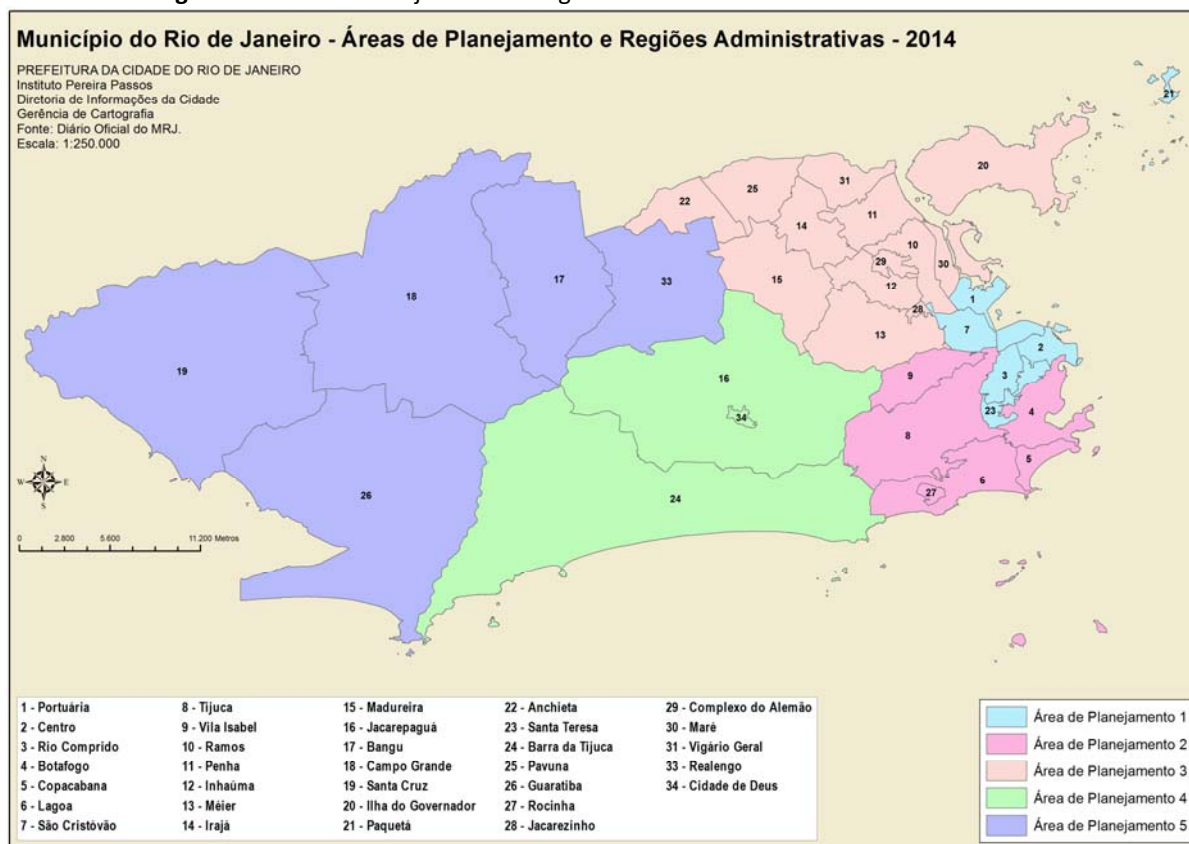 Município do Rio de Janeiro - Áreas de Planejamento e Regiões Administrativas - 2014
PREFEITURA DA CIDADE DO RIO DE JANEIRO
Instituto Pereira Passos
Diretoria de Informações da Cidade
Gerência de Cartografia
Fonte: Diário Oficial do MRJ.
Escala: 1:250.000
21
20
31
25
22
11
14
10
29
30
33
15
12
17
18
1
28
7
13
2
19
16
9
3
34
23
4
8
5
6
27
26
24
N
W E
S
0 2.800 5.600 11.200 Metros
1 - Portuária
2 - Centro
3 - Rio Comprido
4 - Botafogo
5 - Copacabana
6 - Lagoa
7 - São Cristóvão
8 - Tijuca
9 - Vila Isabel
10 - Ramos
11 - Penha
12 - Inhaúma
13 - Méier
14 - Irajá
15 - Madureira
16 - Jacarepaguá
17 - Bangu
18 - Campo Grande
19 - Santa Cruz
20 - Ilha do Governador
21 - Paquetá
22 - Anchieta
23 - Santa Teresa
24 - Barra da Tijuca
25 - Pavuna
26 - Guaratiba
27 - Rocinha
28 - Jacarezinho
29 - Complexo do Alemão
30 - Maré
31 - Vigário Geral
33 - Realengo
34 - Cidade de Deus
Área de Planejamento 1
Área de Planejamento 2
Área de Planejamento 3
Área de Planejamento 4
Área de Planejamento 5